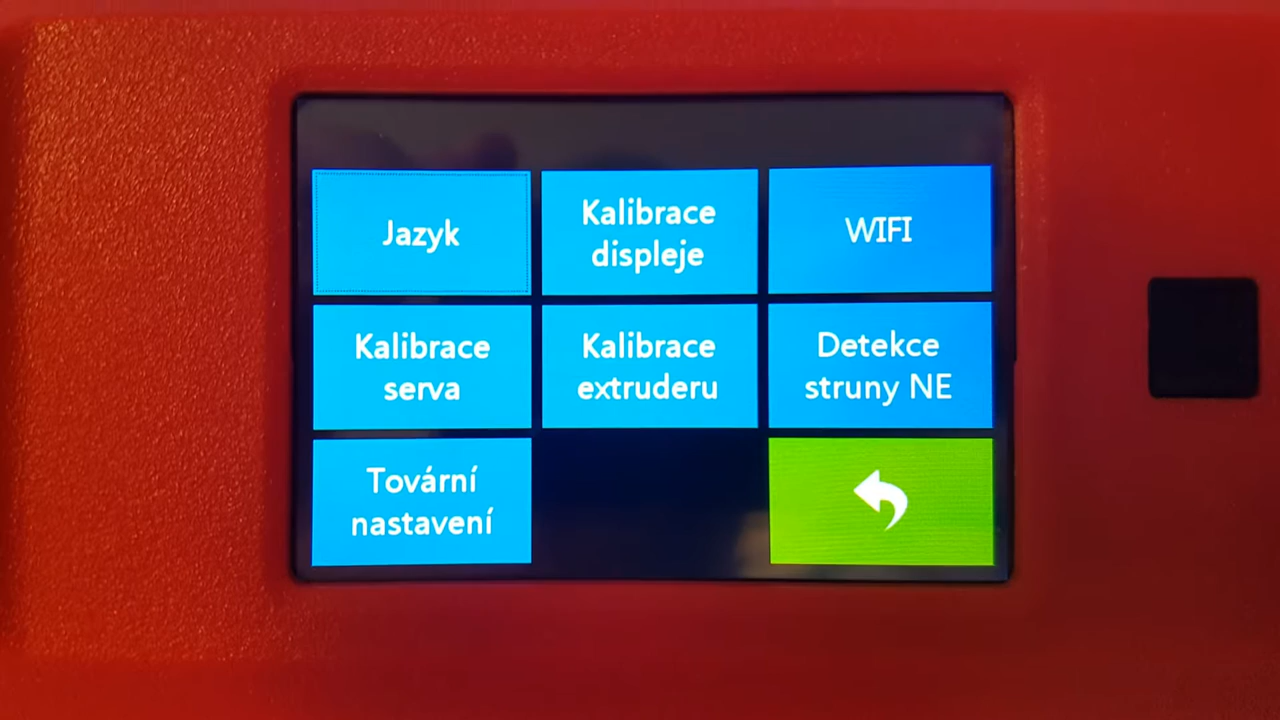 Jazyk
Kalibrace
displeje
WIFI
Kalibrace
serva
Kalibrace
extruderu
Detekce
struny NE
Tovární
nastavení